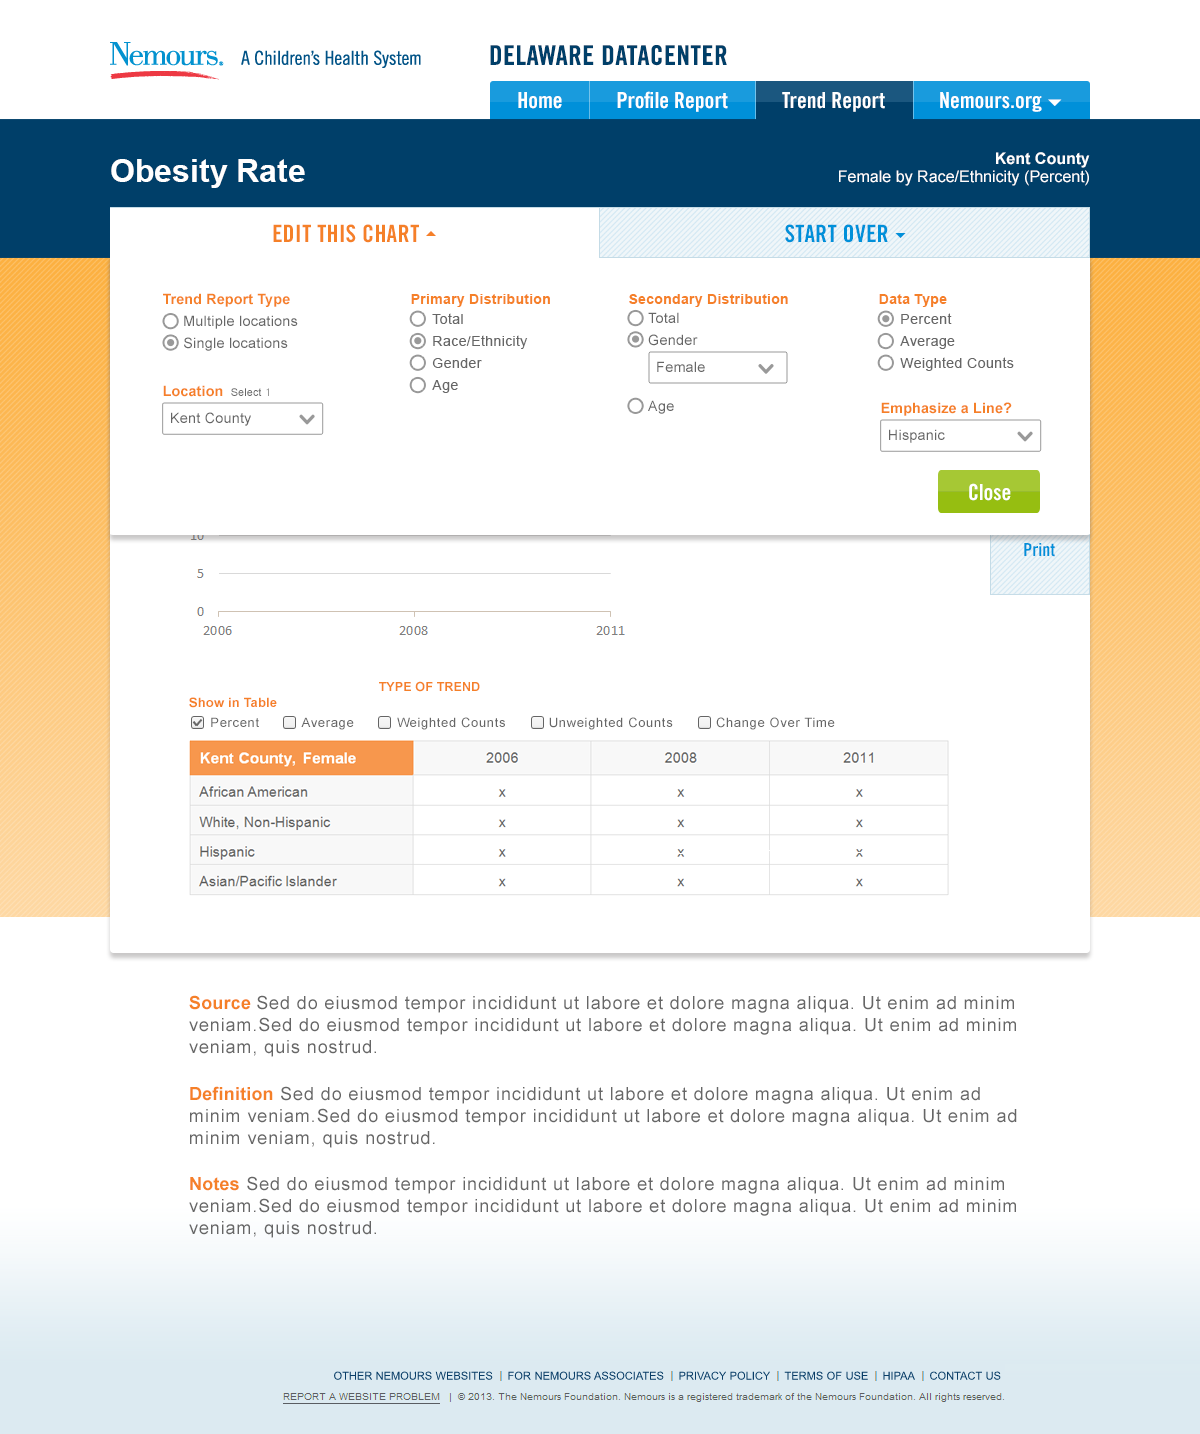 Nemours. A Children's Health System
DELAWARE DATACENTER
Home Profile Report Trend Report Nemours.org
Obesity Rate
Kent County
Female by Race/Ethnicity (Percent)
EDIT THIS CHART
START OVER
Trend Report Type
Multiple locations
Single locations
Location Select 1
Kent County
Primary Distribution
Total
Race/Ethnicity
Gender
Age
Secondary Distribution
Total
Gender
Female
Age
Data Type
Percent
Average
Weighted Counts
Emphasize a Line?
Hispanic
Close
10
Print
5
0
2006 2008 2011
TYPE OF TREND
Show in Table
Percent Average Weighted Counts Unweighted Counts Change Over Time
Kent County, Female 2006 2008 2011
African American x x x
White, Non-Hispanic x x x
Hispanic x x x
Asian/Pacific Islander x x x
Source Sed do eiusmod tempor incididunt ut labore et dolore magna aliqua. Ut enim ad minim
veniam.Sed do eiusmod tempor incididunt ut labore et dolore magna aliqua. Ut enim ad minim
veniam, quis nostrud.
Definition Sed do eiusmod tempor incididunt ut labore et dolore magna aliqua. Ut enim ad
minim veniam.Sed do eiusmod tempor incididunt ut labore et dolore magna aliqua. Ut enim ad
minim veniam, quis nostrud.
Notes Sed do eiusmod tempor incididunt ut labore et dolore magna aliqua. Ut enim ad minim
veniam.Sed do eiusmod tempor incididunt ut labore et dolore magna aliqua. Ut enim ad minim
veniam, quis nostrud.
OTHER NEMOURS WEBSITES | FOR NEMOURS ASSOCIATES | PRIVACY POLICY | TERMS OF USE | HIPAA | CONTACT US
REPORT A WEBSITE PROBLEM | © 2013. The Nemours Foundation. Nemours is a registered trademark of the Nemours Foundation. All rights reserved.